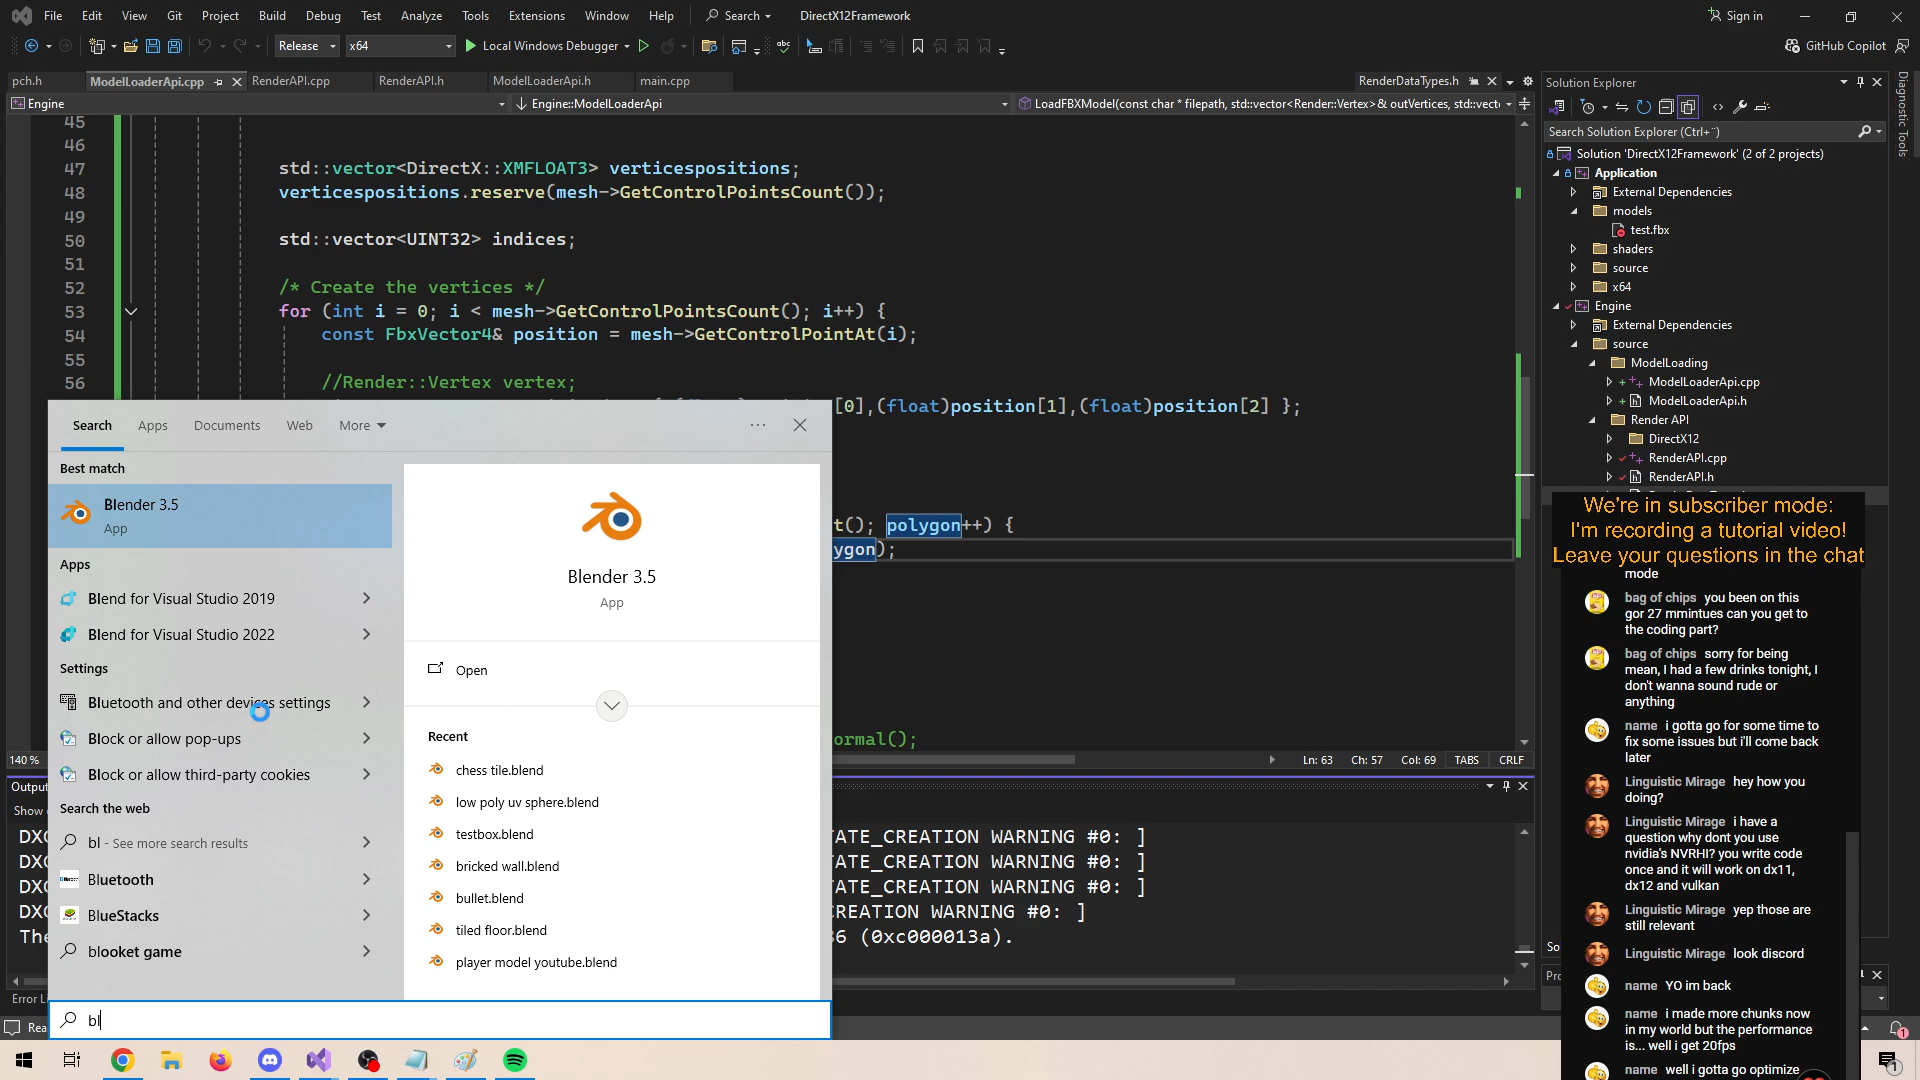 File Edit View Git Project Build Debug Test Analyze Tools Extensions Window Help Search DirectX12Framework Sign in
Release x64 Local Windows Debugger GitHub Copilot
pch.h ModelLoaderApi.cpp RenderAPI.cpp RenderAPI.h ModelLoaderApi.h main.cpp RenderDataTypes.h
Engine Engine::ModelLoaderApi LoadFBXModel(const char * filepath, std::vector<Render::Vertex>& outVertices, std::vect
45
46
47 std::vector<DirectX::XMFLOAT3> verticespositions;
48 verticespositions.reserve(mesh->GetControlPointsCount());
49
50 std::vector<UINT32> indices;
51
52 /* Create the vertices */
53 for (int i = 0; i < mesh->GetControlPointsCount(); i++) {
54 const FbxVector4& position = mesh->GetControlPointAt(i);
55
56 //Render::Vertex vertex;
[0],(float)position[1],(float)position[2] };
t(); polygon++) {
ygon);
ormal();
140 % Ln: 63 Ch: 57 Col: 69 TABS CRLF
Search Apps Documents Web More
Best match
Blender 3.5
App
Apps
Blend for Visual Studio 2019
Blend for Visual Studio 2022
Settings
Bluetooth and other devices settings
Block or allow pop-ups
Block or allow third-party cookies
Search the web
bl - See more search results
Bluetooth
BlueStacks
blooket game
bl
Blender 3.5
App
Open
Recent
chess tile.blend
low poly uv sphere.blend
testbox.blend
bricked wall.blend
bullet.blend
tiled floor.blend
player model youtube.blend
Outpu
Show
DXG
DXG
DXG
DXG
The
TATE_CREATION WARNING #0: ]
TATE_CREATION WARNING #0: ]
TATE_CREATION WARNING #0: ]
CREATION WARNING #0: ]
6 (0xc000013a).
Error Li
Rea
Solution Explorer
Search Solution Explorer (Ctrl+¨)
Solution 'DirectX12Framework' (2 of 2 projects)
Application
External Dependencies
models
test.fbx
shaders
source
x64
Engine
External Dependencies
source
ModelLoading
ModelLoaderApi.cpp
ModelLoaderApi.h
Render API
DirectX12
RenderAPI.cpp
RenderAPI.h
Diagnostic Tools
We're in subscriber mode:
I'm recording a tutorial video!
Leave your questions in the chat
mode
bag of chips you been on this
gor 27 mmintues can you get to
the coding part?
bag of chips sorry for being
mean, I had a few drinks tonight, I
don't wanna sound rude or
anything
name i gotta go for some time to
fix some issues but i'll come back
later
Linguistic Mirage hey how you
doing?
Linguistic Mirage i have a
question why dont you use
nvidia's NVRHI? you write code
once and it will work on dx11,
dx12 and vulkan
Linguistic Mirage yep those are
still relevant
Linguistic Mirage look discord
name YO im back
name i made more chunks now
in my world but the performance
is... well i get 20fps
name well i gotta go optimize
So
Pro